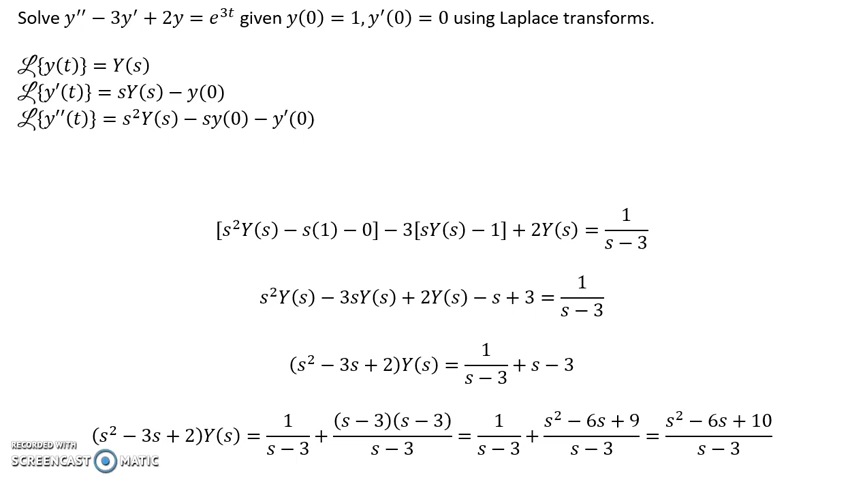 Solve y′′ − 3y′ + 2y = e³ᵗ given y(0) = 1, y′(0) = 0 using Laplace transforms.
ℒ{y(t)} = Y(s)
ℒ{y′(t)} = sY(s) − y(0)
ℒ{y′′(t)} = s²Y(s) − sy(0) − y′(0)
[s²Y(s) − s(1) − 0] − 3[sY(s) − 1] + 2Y(s) = 1/(s − 3)
s²Y(s) − 3sY(s) + 2Y(s) − s + 3 = 1/(s − 3)
(s² − 3s + 2)Y(s) = 1/(s − 3) + s − 3
(s² − 3s + 2)Y(s) = 1/(s − 3) + (s − 3)(s − 3)/(s − 3) = 1/(s − 3) + (s² − 6s + 9)/(s − 3) = (s² − 6s + 10)/(s − 3)
RECORDED WITH
SCREENCAST MATIC